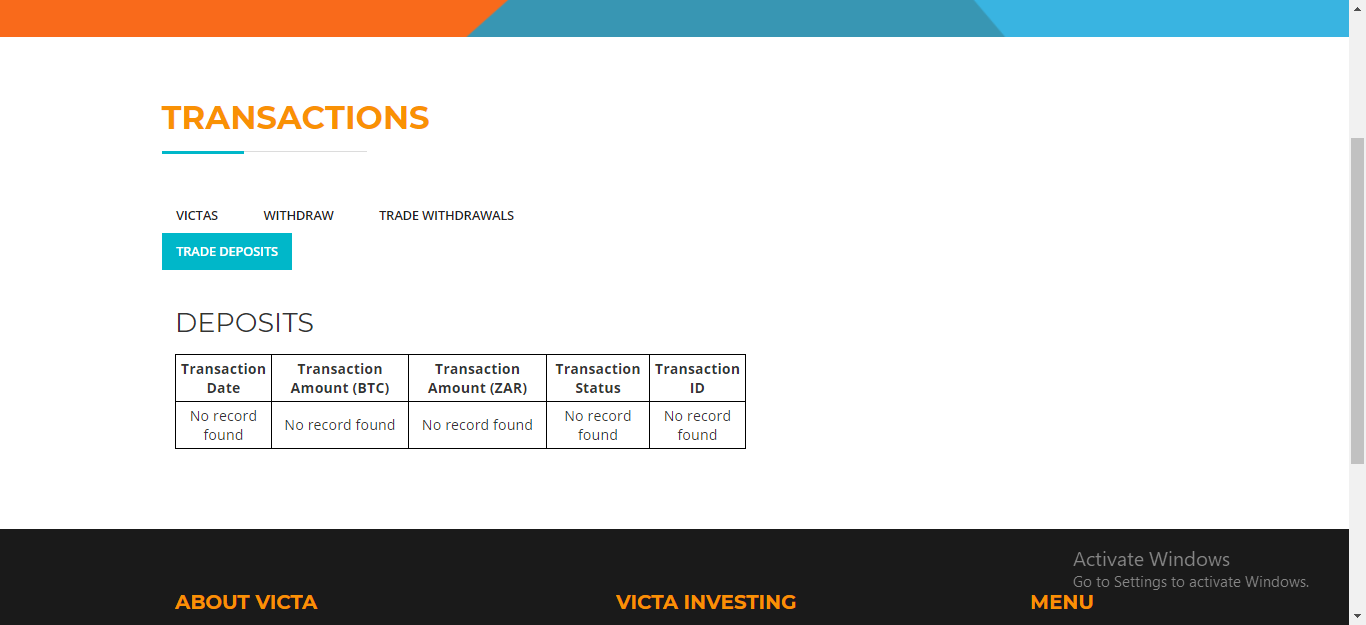 TRANSACTIONS
VICTAS WITHDRAW TRADE WITHDRAWALS
TRADE DEPOSITS
DEPOSITS
Transaction Date Transaction Amount (BTC) Transaction Amount (ZAR) Transaction Status Transaction ID
No record found No record found No record found No record found No record found
Activate Windows
Go to Settings to activate Windows.
ABOUT VICTA VICTA INVESTING MENU